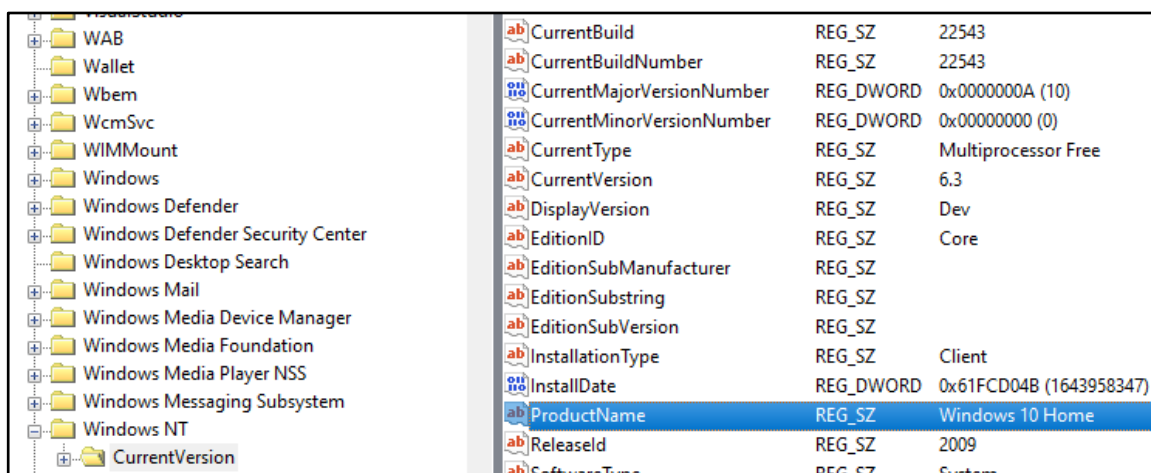 VisualStudio
WAB
Wallet
Wbem
WcmSvc
WIMMount
Windows
Windows Defender
Windows Defender Security Center
Windows Desktop Search
Windows Mail
Windows Media Device Manager
Windows Media Foundation
Windows Media Player NSS
Windows Messaging Subsystem
Windows NT
CurrentVersion
CurrentBuild REG_SZ 22543
CurrentBuildNumber REG_SZ 22543
CurrentMajorVersionNumber REG_DWORD 0x0000000A (10)
CurrentMinorVersionNumber REG_DWORD 0x00000000 (0)
CurrentType REG_SZ Multiprocessor Free
CurrentVersion REG_SZ 6.3
DisplayVersion REG_SZ Dev
EditionID REG_SZ Core
EditionSubManufacturer REG_SZ
EditionSubstring REG_SZ
EditionSubVersion REG_SZ
InstallationType REG_SZ Client
InstallDate REG_DWORD 0x61FCD04B (1643958347)
ProductName REG_SZ Windows 10 Home
ReleaseId REG_SZ 2009
SoftwareType REG_SZ System